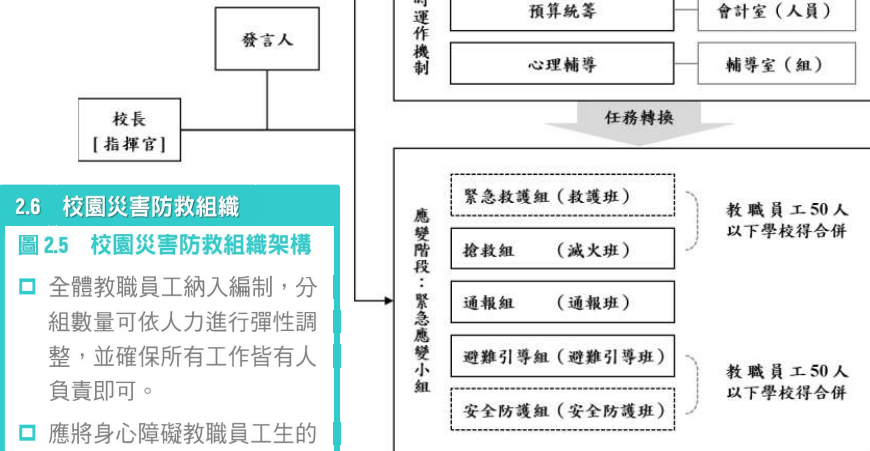 發言人
校長
[指揮官]
時運作機制
預算統籌
會計室（人員）
心理輔導
輔導室（組）
任務轉換
應變階段：緊急應變小組
緊急救護組（救護班）
搶救組　　（滅火班）
通報組　　（通報班）
避難引導組（避難引導班）
安全防護組（安全防護班）
教職員工50人
以下學校得合併
教職員工50人
以下學校得合併
2.6　校園災害防救組織
圖 2.5　校園災害防救組織架構
全體教職員工納入編制，分
組數量可依人力進行彈性調
整，並確保所有工作皆有人
負責即可。
應將身心障礙教職員工生的